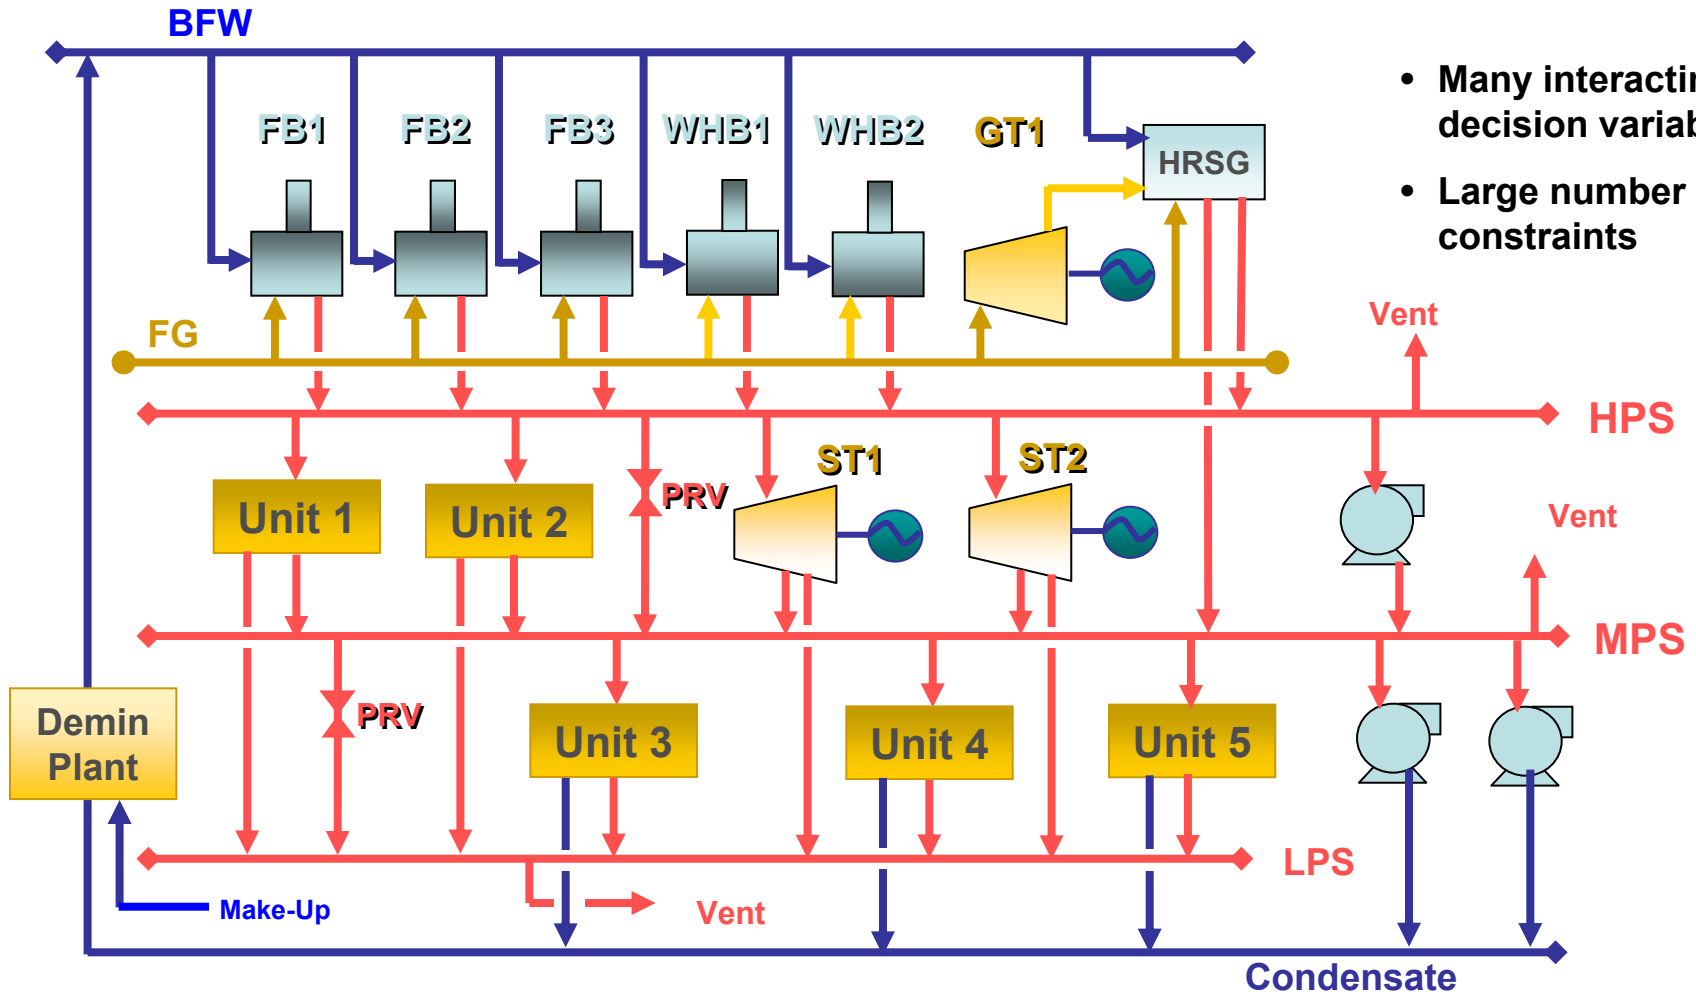 BFW
• Many interactin
decision variab
• Large number
constraints
FB1
FB2
FB3
WHB1
WHB2
GT1
HRSG
FG
Vent
HPS
ST1
ST2
Unit 1
Unit 2
PRV
Vent
MPS
Demin
Plant
PRV
Unit 3
Unit 4
Unit 5
LPS
Make-Up
Vent
Condensate